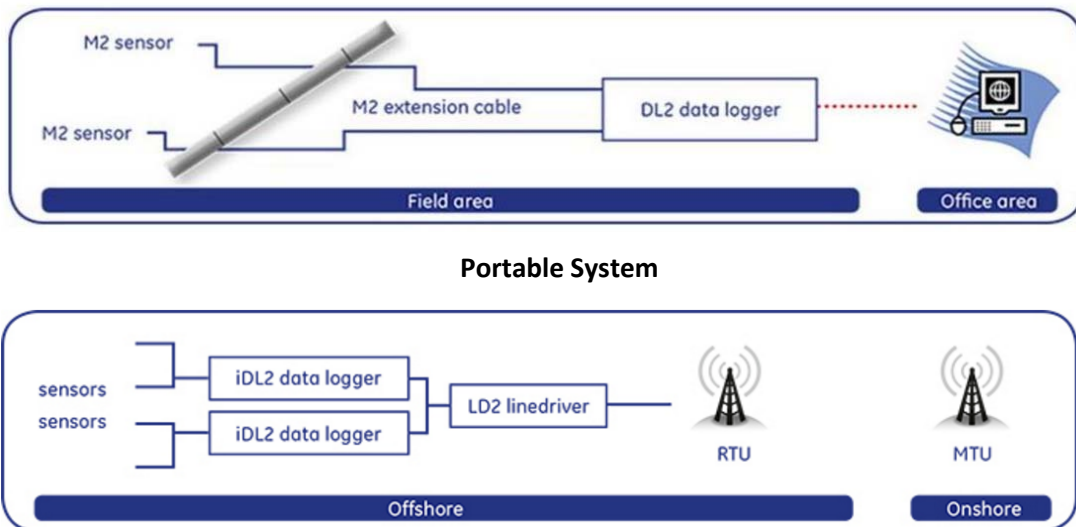 M2 sensor
M2 extension cable
M2 sensor
DL2 data logger
Field area
Office area
Portable System
sensors
sensors
iDL2 data logger
iDL2 data logger
LD2 linedriver
RTU
MTU
Offshore
Onshore